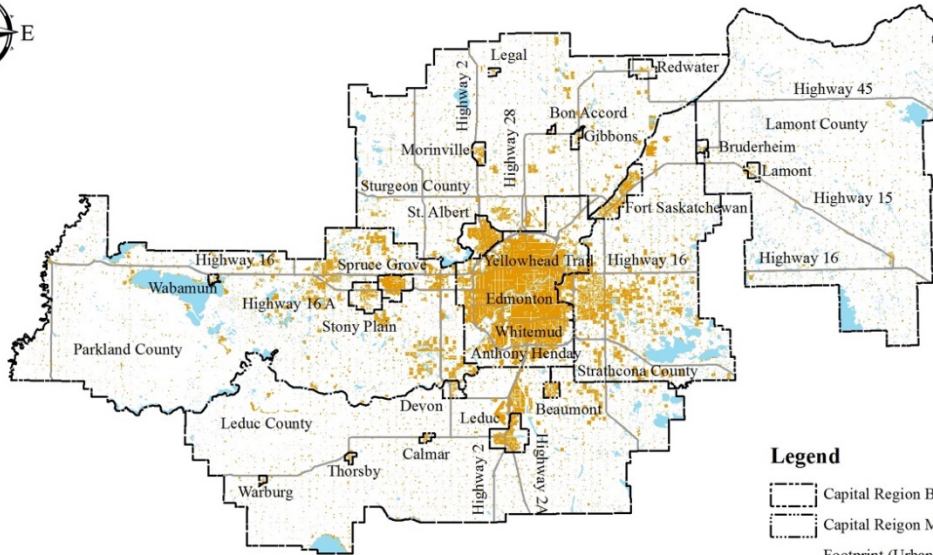 E
Legal
Redwater
Highway 2
Highway 28
Highway 45
Bon Accord
Gibbons
Lamont County
Morinville
Bruderheim
Lamont
Sturgeon County
Highway 15
St. Albert
Fort Saskatchewan
Highway 16
Spruce Grove
Yellowhead Trail
Highway 16
Highway 16
Wabamum
Highway 16 A
Edmonton
Stony Plain
Whitemud
Parkland County
Anthony Henday
Strathcona County
Devon
Leduc
Beaumont
Leduc County
Calmar
Highway 2
Highway 2A
Thorsby
Warburg
Legend
Capital Region B
Capital Reigon M
Footprint (Urban